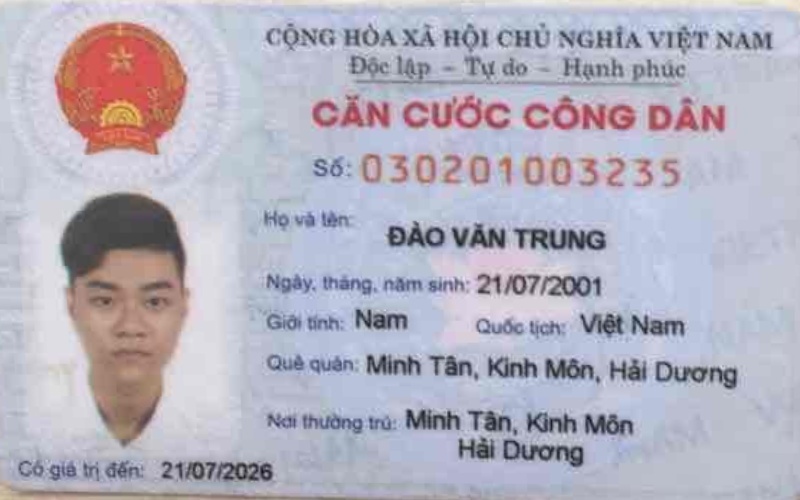 CỘNG HÒA XÃ HỘI CHỦ NGHĨA VIỆT NAM
Độc lập – Tự do – Hạnh phúc
CĂN CƯỚC CÔNG DÂN
Số: 030201003235
Họ và tên:
ĐÀO VĂN TRUNG
Ngày, tháng, năm sinh: 21/07/2001
Giới tính: Nam Quốc tịch: Việt Nam
Quê quán: Minh Tân, Kinh Môn, Hải Dương
Nơi thường trú: Minh Tân, Kinh Môn
Hải Dương
Có giá trị đến: 21/07/2026